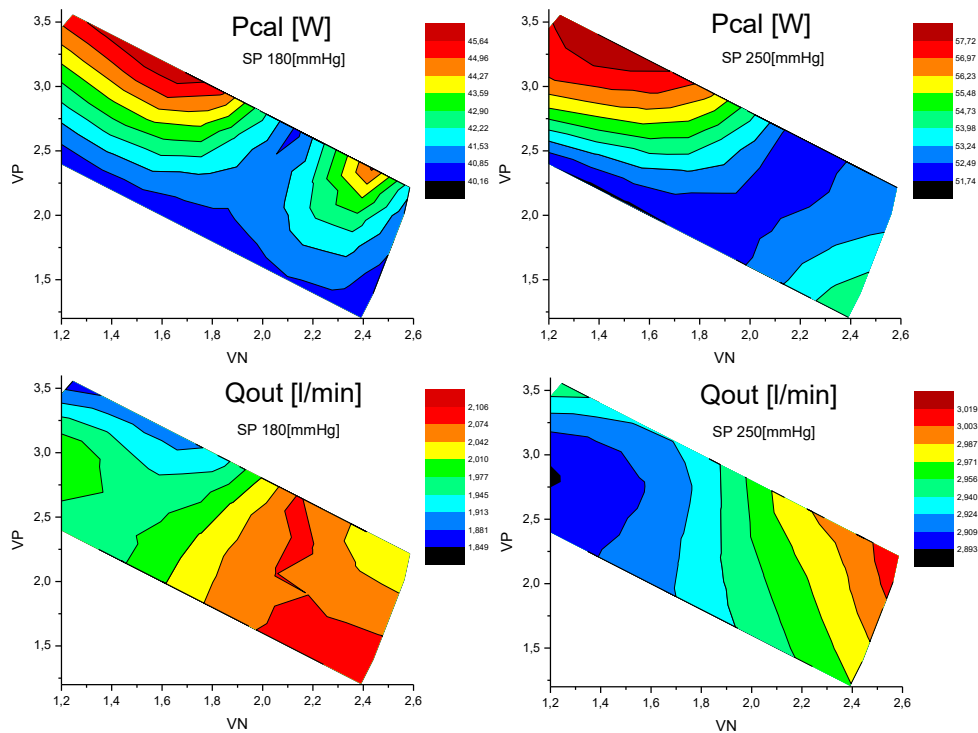 Pcal [W]
SP 180[mmHg]
3,5
3,0
2,5
2,0
1,5
VP
1,2 1,4 1,6 1,8 2,0 2,2 2,4 2,6
VN
45,64
44,96
44,27
43,59
42,90
42,22
41,53
40,85
40,16
Pcal [W]
SP 250[mmHg]
3,5
3,0
2,5
2,0
1,5
VP
1,2 1,4 1,6 1,8 2,0 2,2 2,4 2,6
VN
57,72
56,97
56,23
55,48
54,73
53,98
53,24
52,49
51,74
Qout [l/min]
SP 180[mmHg]
3,5
3,0
2,5
2,0
1,5
VP
1,2 1,4 1,6 1,8 2,0 2,2 2,4 2,6
VN
2,106
2,074
2,042
2,010
1,977
1,945
1,913
1,881
1,849
Qout [l/min]
SP 250[mmHg]
3,5
3,0
2,5
2,0
1,5
VP
1,2 1,4 1,6 1,8 2,0 2,2 2,4 2,6
VN
3,019
3,003
2,987
2,971
2,956
2,940
2,924
2,909
2,893